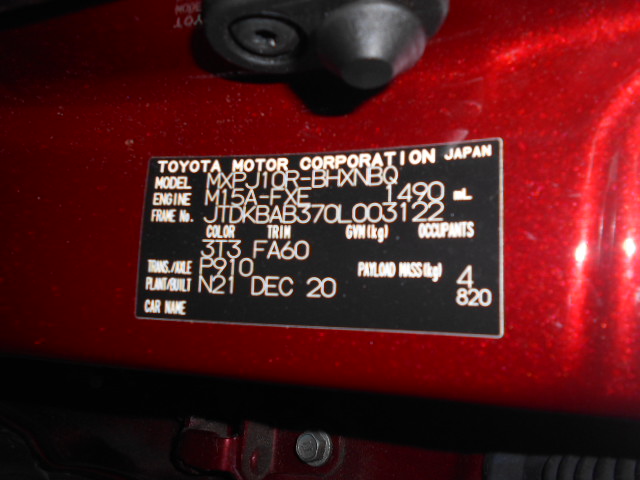 TOYOTA MOTOR CORPORATION JAPAN
MODEL MXPJ10R-BHXNBQ
ENGINE M15A-FXE 1490 mL
FRAME No. JTDKBAB370L003122
COLOR TRIM GVM(kg) OCCUPANTS
3T3 FA60
TRANS./AXLE P910 PAYLOAD MASS(kg) 4
PLANT/BUILT N21 DEC 20 820
CAR NAME